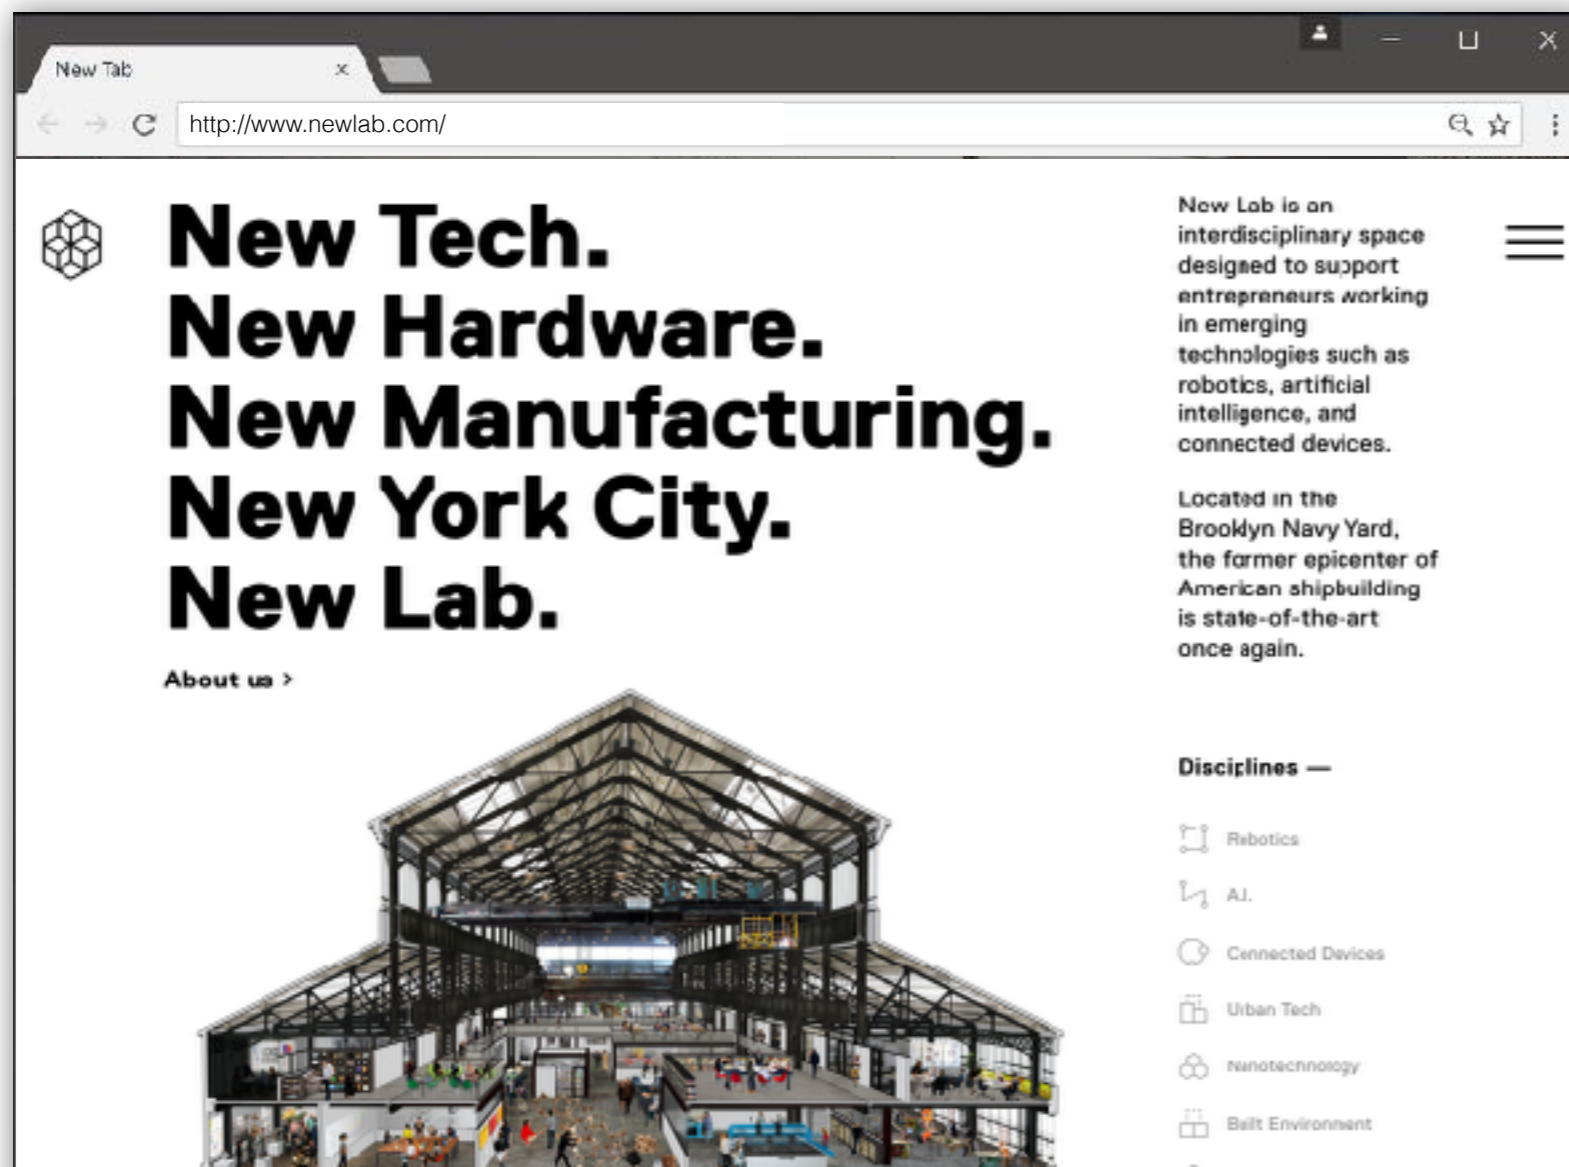 New Tab
http://www.newlab.com/
New Tech.
New Hardware.
New Manufacturing.
New York City.
New Lab.
About us >
New Lab is an
interdisciplinary space
designed to support
entrepreneurs working
in emerging
technologies such as
robotics, artificial
intelligence, and
connected devices.
Located in the
Brooklyn Navy Yard,
the former epicenter of
American shipbuilding
is state-of-the-art
once again.
Disciplines —
Robotics
A.I.
Connected Devices
Urban Tech
Nanotechnology
Built Environment